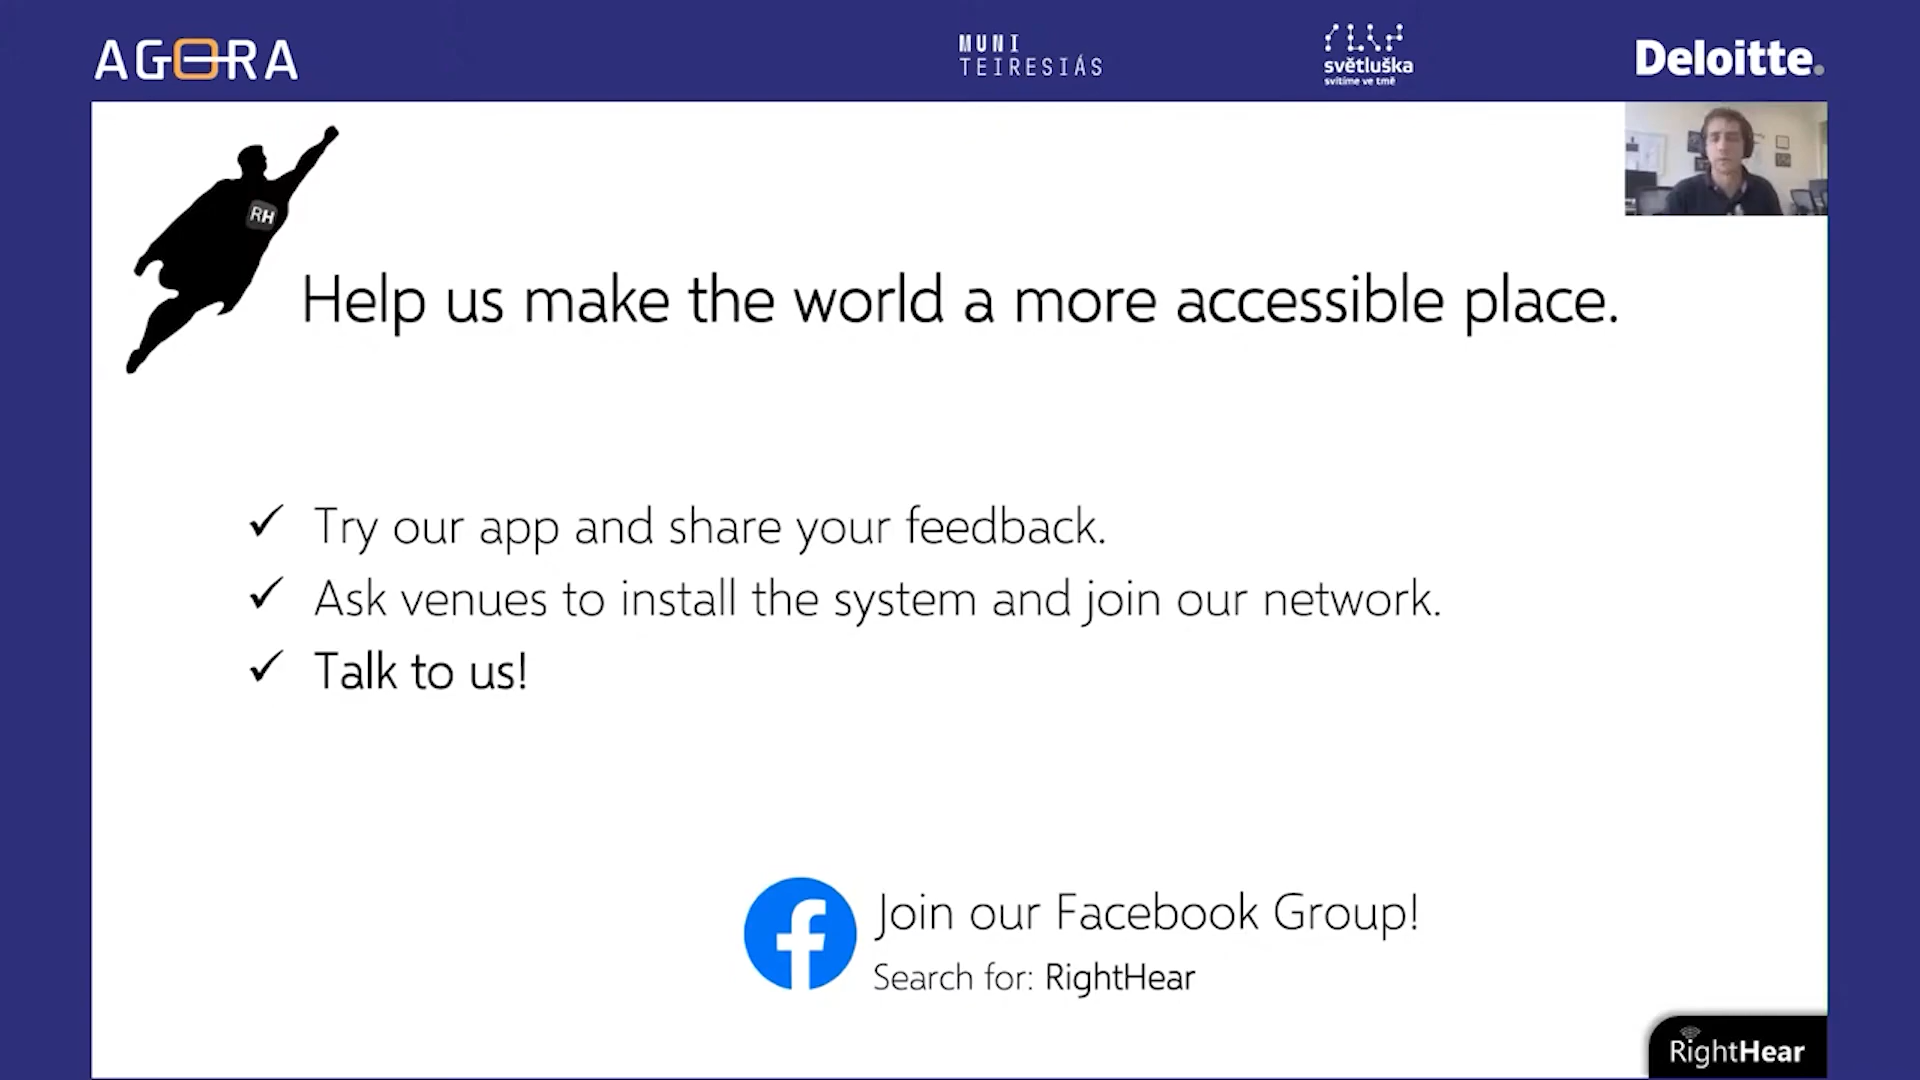 AGORA
MUNI
TEIRESIÁS
světluška
svítíme ve tmě
Deloitte.
RH
Help us make the world a more accessible place.
✓ Try our app and share your feedback.
✓ Ask venues to install the system and join our network.
✓ Talk to us!
Join our Facebook Group!
Search for: RightHear
RightHear